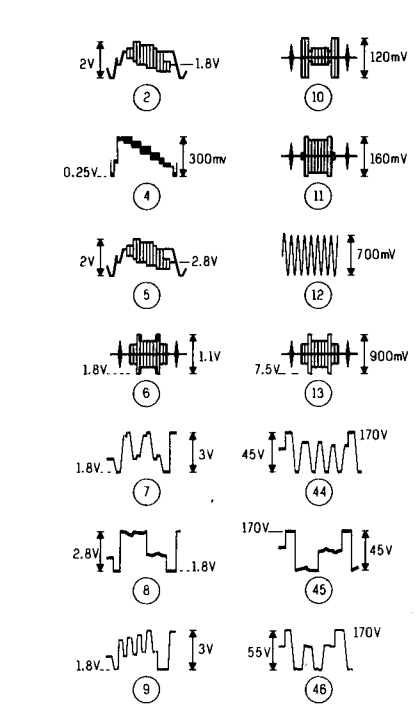 2V 1.8V 120mV
2 10
0.25V 300mv 160mV
4 11
2V 2.8V 700mV
5 12
1.8V 1.1V 7.5V 900mV
6 13
1.8V 3V 45V 170V
7 44
2.8V 1.8V 170V 45V
8 45
1.8V 3V 55V 170V
9 46